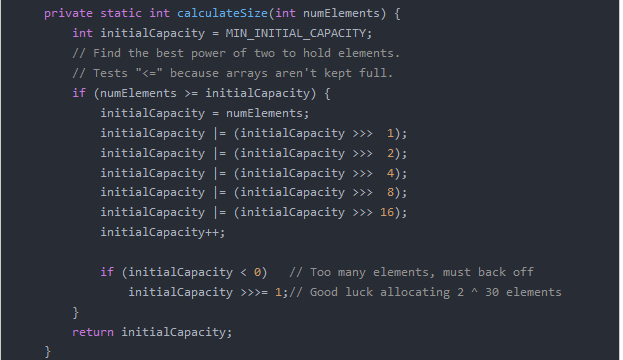 private static int calculateSize(int numElements) {
int initialCapacity = MIN_INITIAL_CAPACITY;
// Find the best power of two to hold elements.
// Tests "<=" because arrays aren't kept full.
if (numElements >= initialCapacity) {
initialCapacity = numElements;
initialCapacity |= (initialCapacity >>>  1);
initialCapacity |= (initialCapacity >>>  2);
initialCapacity |= (initialCapacity >>>  4);
initialCapacity |= (initialCapacity >>>  8);
initialCapacity |= (initialCapacity >>> 16);
initialCapacity++;
if (initialCapacity < 0)   // Too many elements, must back off
initialCapacity >>>= 1;// Good luck allocating 2 ^ 30 elements
}
return initialCapacity;
}